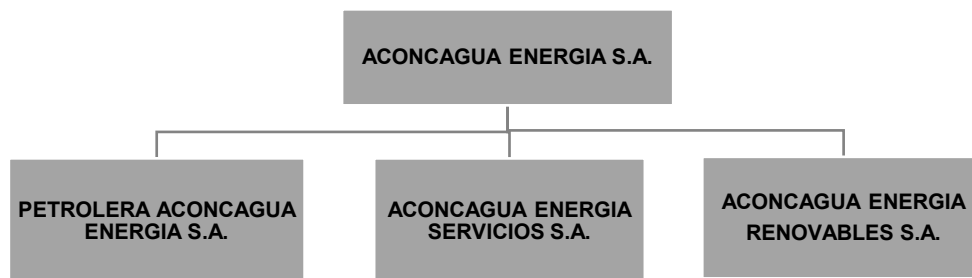 ACONCAGUA ENERGIA S.A.
PETROLERA ACONCAGUA
ENERGIA S.A.
ACONCAGUA ENERGIA
SERVICIOS S.A.
ACONCAGUA ENERGIA
RENOVABLES S.A.